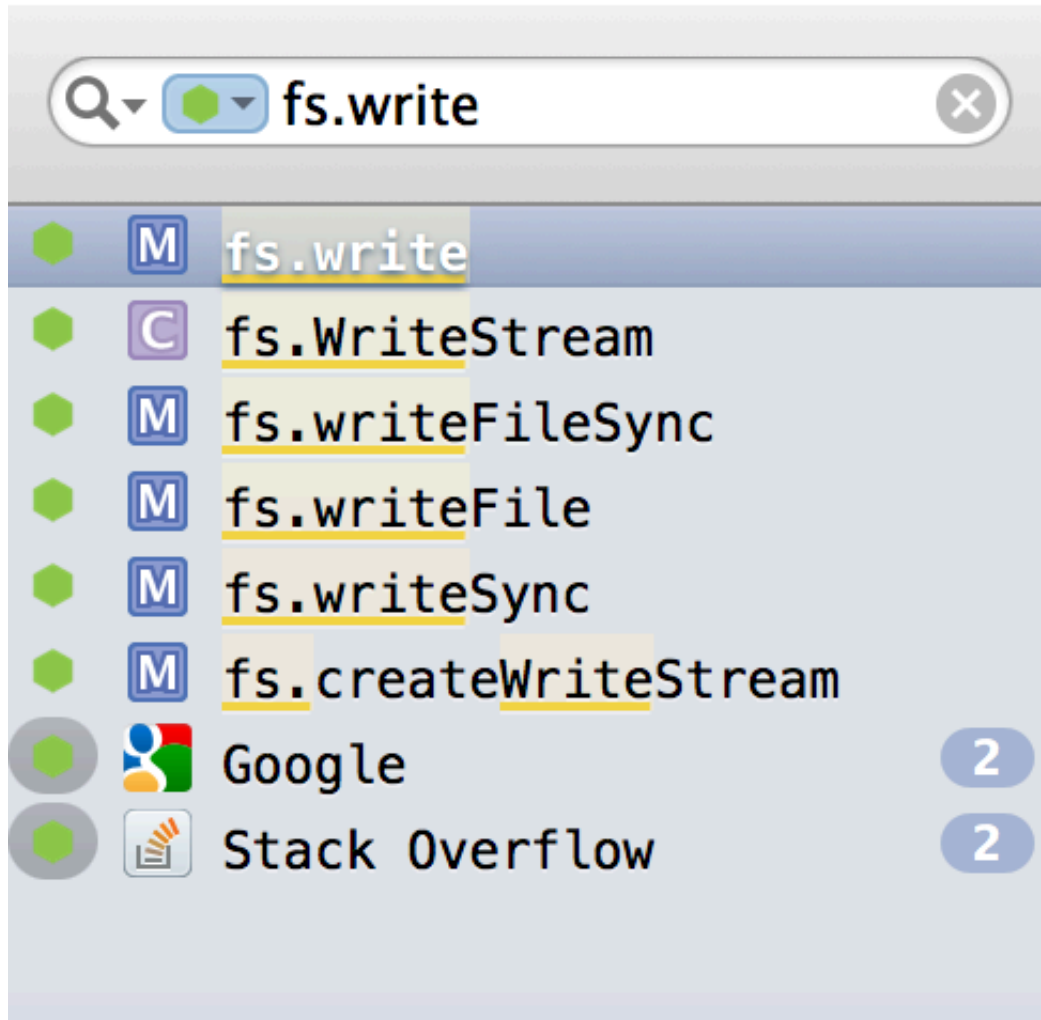 fs.write
M fs.write
C fs.WriteStream
M fs.writeFileSync
M fs.writeFile
M fs.writeSync
M fs.createWriteStream
Google 2
Stack Overflow 2